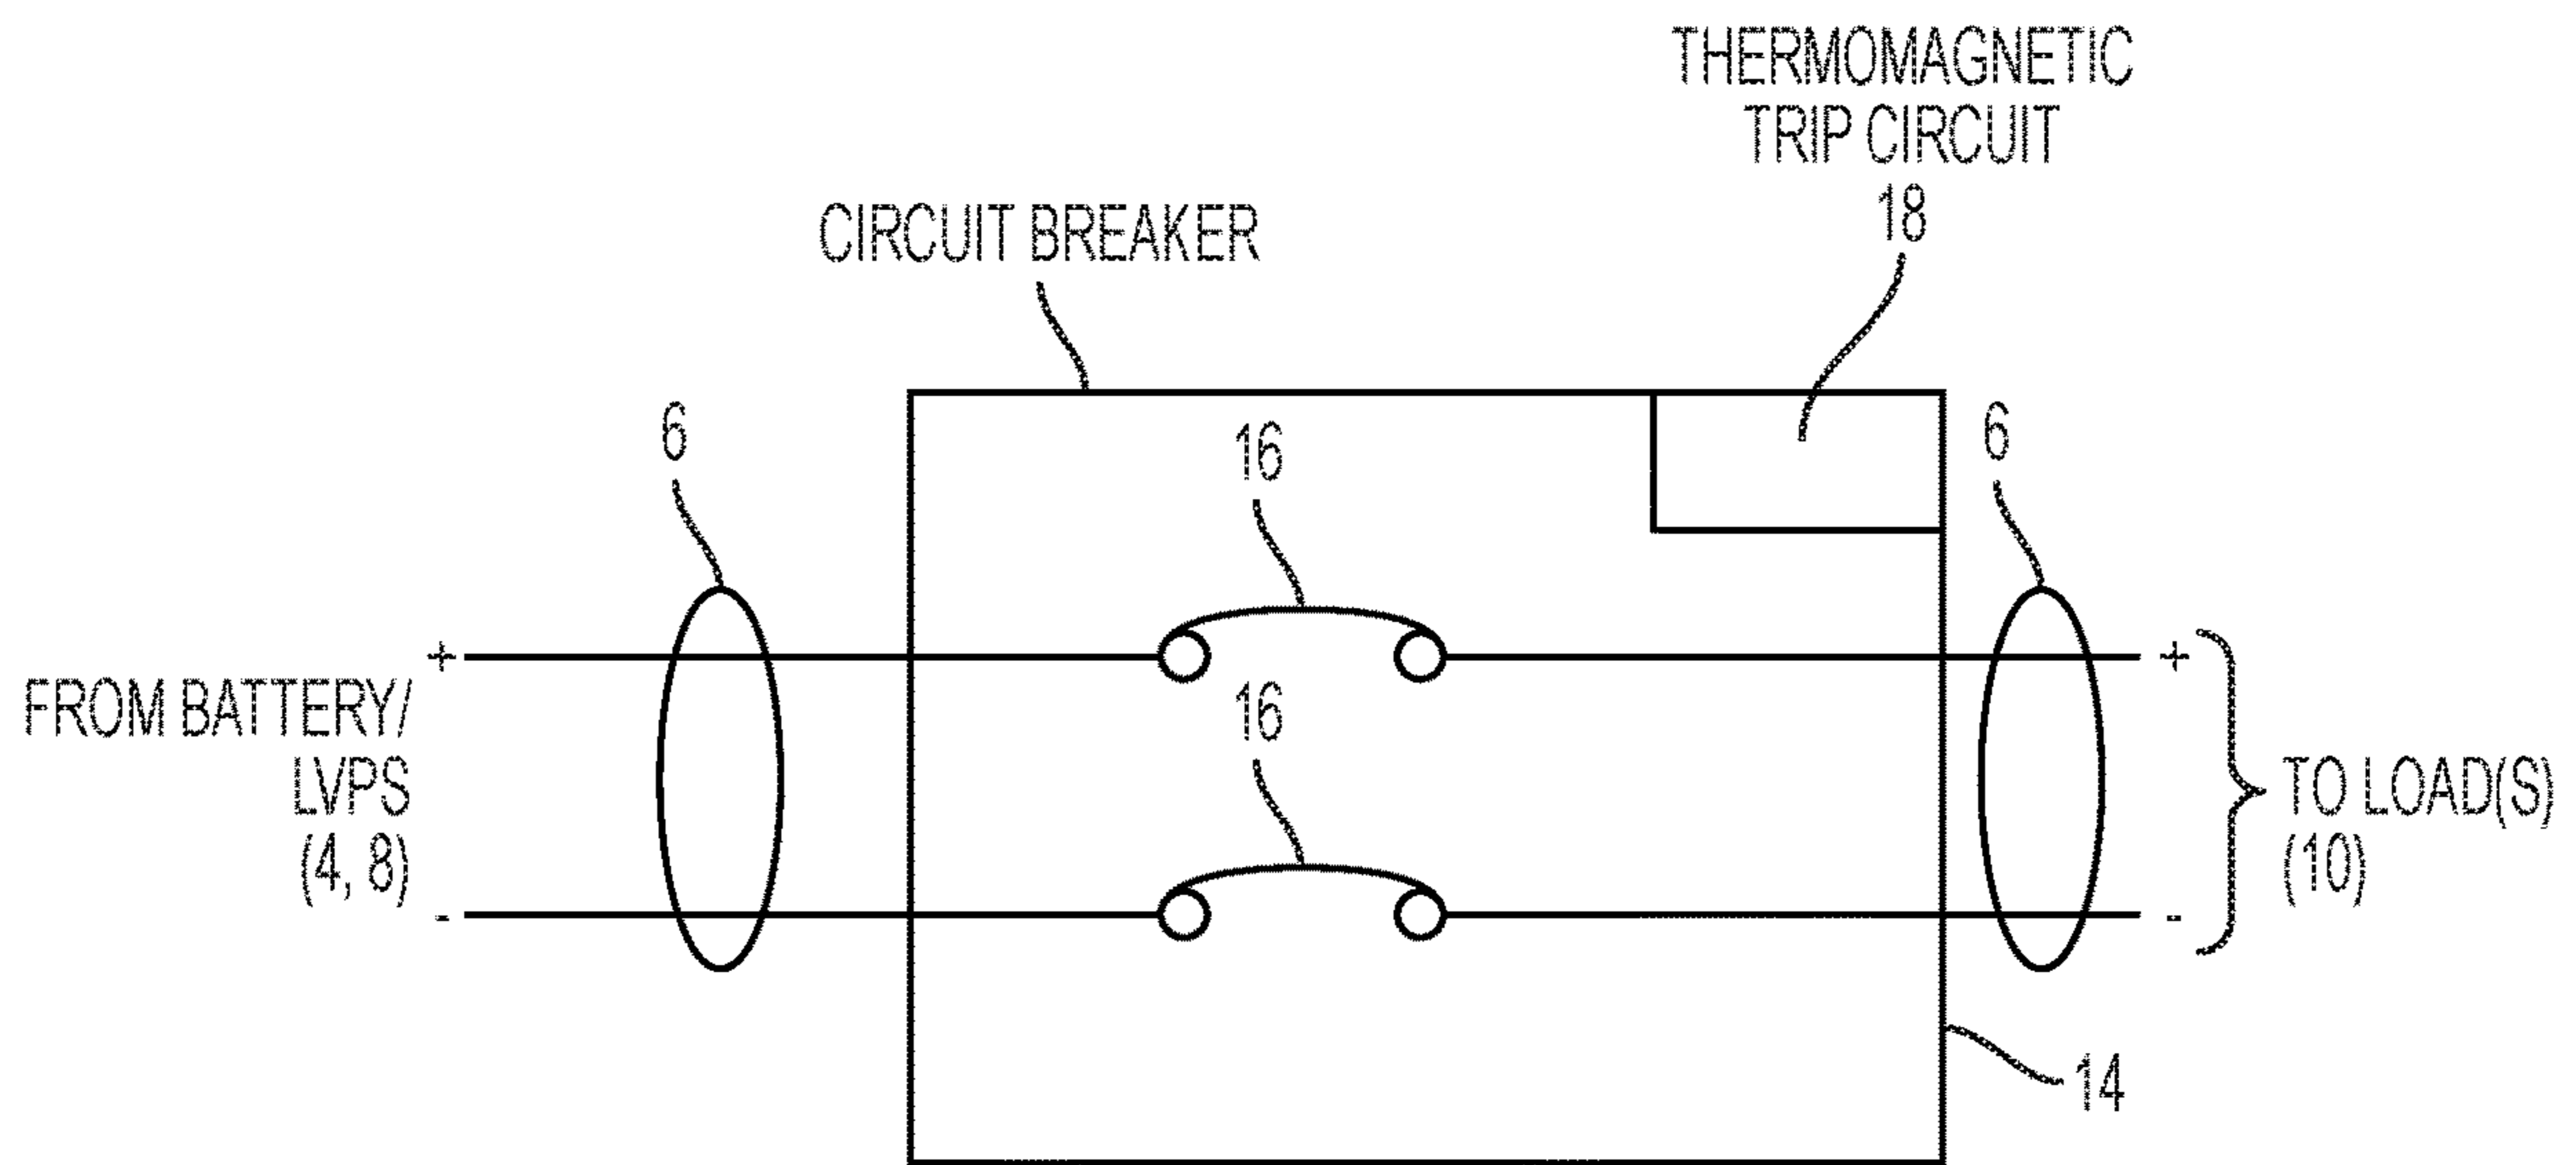 THERMOMAGNETIC
TRIP CIRCUIT
18
CIRCUIT BREAKER
6
16
6
+
+
FROM BATTERY/
LVPS
(4, 8)
16
TO LOAD(S)
(10)
-
-
14